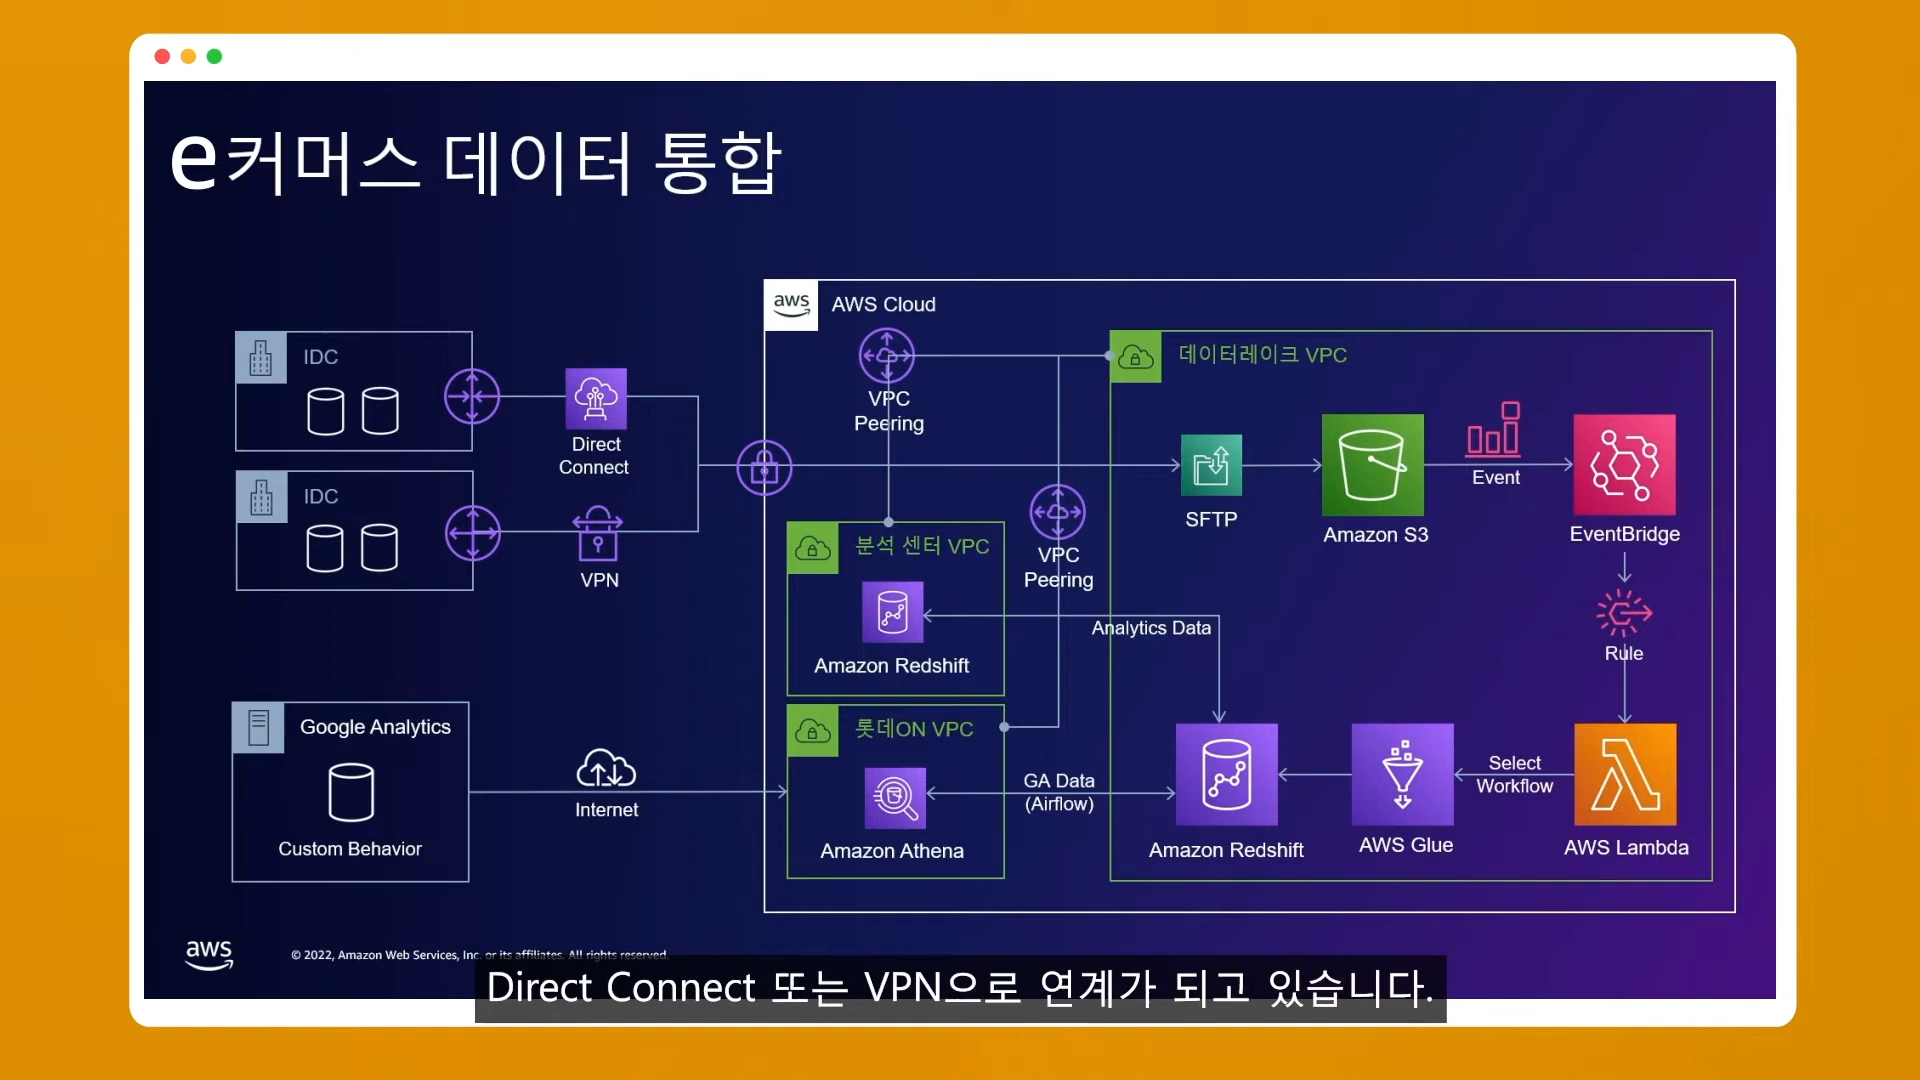 e커머스 데이터 통합
aws
AWS Cloud
IDC
Direct
Connect
IDC
VPN
VPC
Peering
데이터레이크 VPC
SFTP
Amazon S3
Event
EventBridge
Rule
VPC
Peering
분석 센터 VPC
Amazon Redshift
Analytics Data
Google Analytics
Custom Behavior
Internet
롯데ON VPC
Amazon Athena
GA Data
(Airflow)
Amazon Redshift
AWS Glue
Select
Workflow
AWS Lambda
aws
© 2022, Amazon Web Services, Inc. or its affiliates. All rights reserved.
Direct Connect 또는 VPN으로 연계가 되고 있습니다.